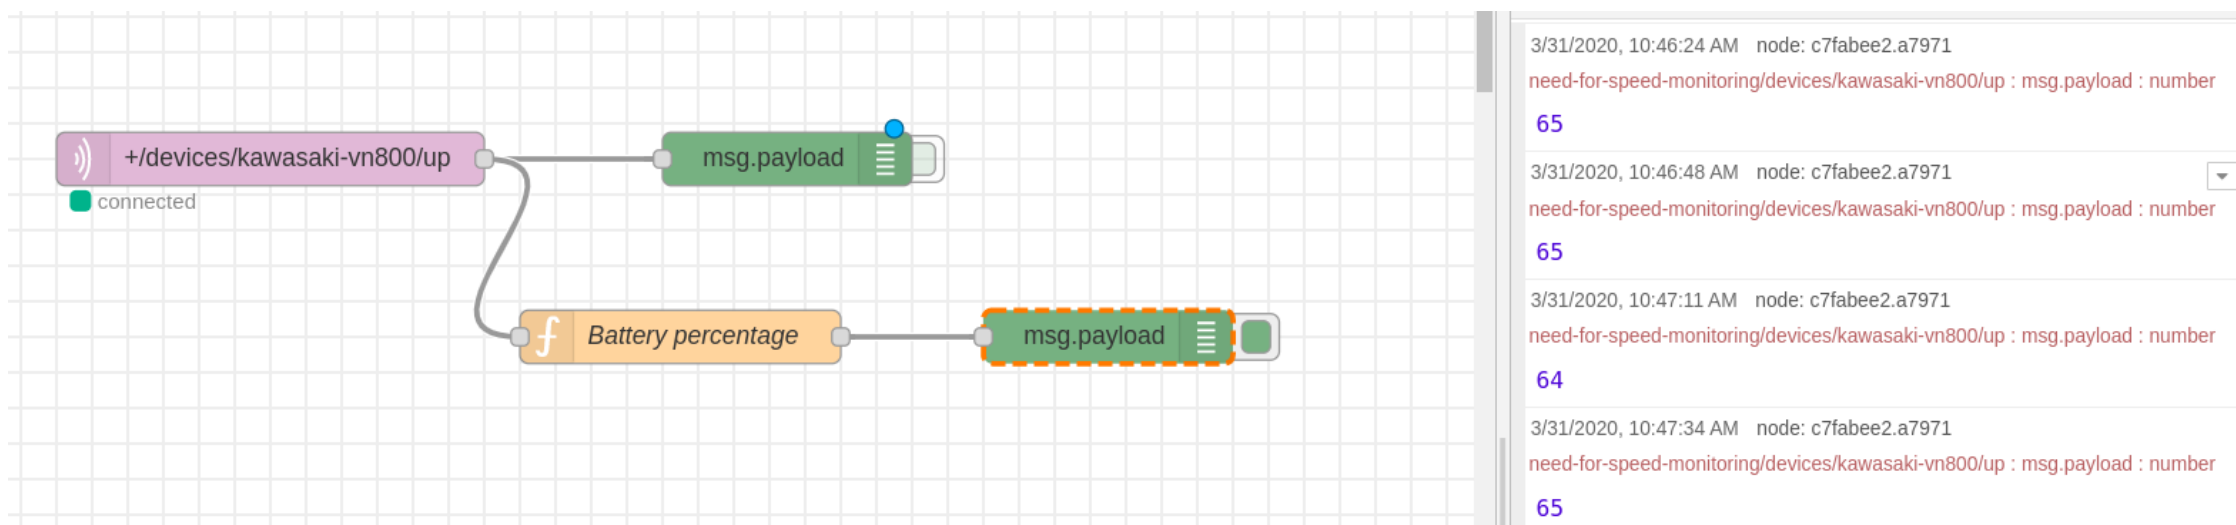 +/devices/kawasaki-vn800/up
msg.payload
connected
Battery percentage
msg.payload
3/31/2020, 10:46:24 AM node: c7fabee2.a7971
need-for-speed-monitoring/devices/kawasaki-vn800/up : msg.payload : number
65
3/31/2020, 10:46:48 AM node: c7fabee2.a7971
need-for-speed-monitoring/devices/kawasaki-vn800/up : msg.payload : number
65
3/31/2020, 10:47:11 AM node: c7fabee2.a7971
need-for-speed-monitoring/devices/kawasaki-vn800/up : msg.payload : number
64
3/31/2020, 10:47:34 AM node: c7fabee2.a7971
need-for-speed-monitoring/devices/kawasaki-vn800/up : msg.payload : number
65